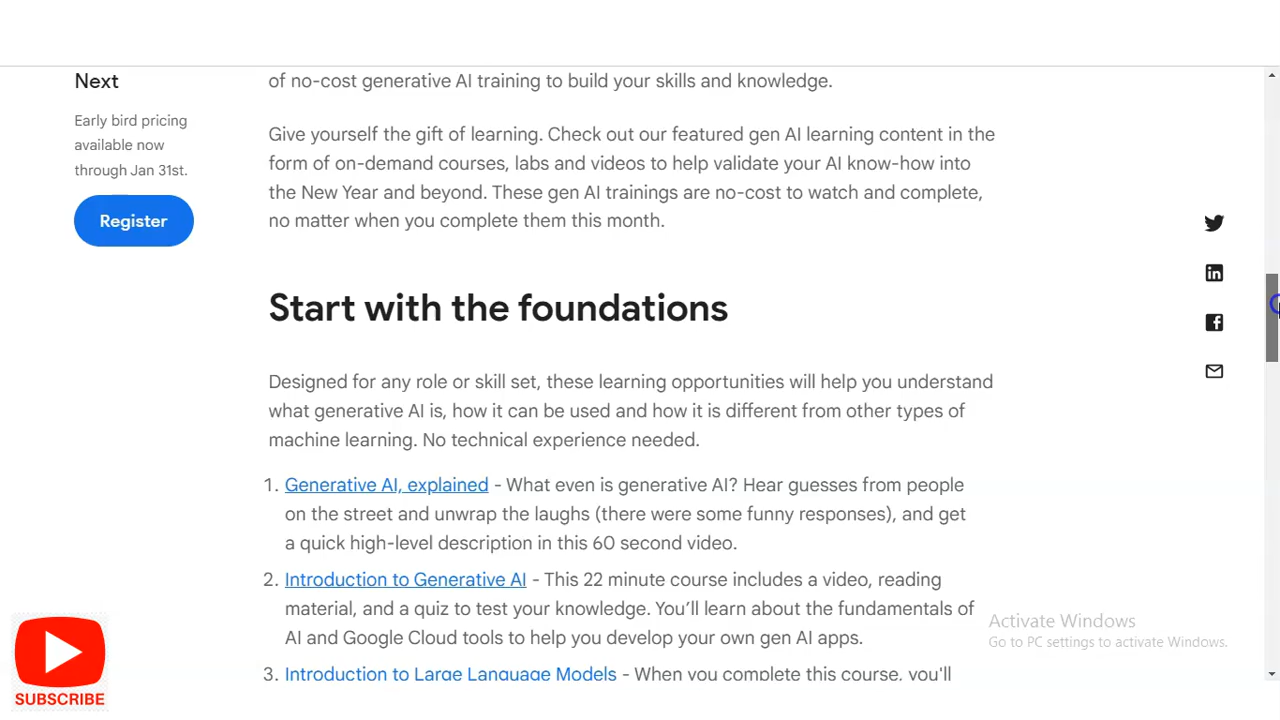 Next
Early bird pricing
available now
through Jan 31st.
Register
of no-cost generative AI training to build your skills and knowledge.
Give yourself the gift of learning. Check out our featured gen AI learning content in the
form of on-demand courses, labs and videos to help validate your AI know-how into
the New Year and beyond. These gen AI trainings are no-cost to watch and complete,
no matter when you complete them this month.
Start with the foundations
Designed for any role or skill set, these learning opportunities will help you understand
what generative AI is, how it can be used and how it is different from other types of
machine learning. No technical experience needed.
1. Generative AI, explained - What even is generative AI? Hear guesses from people
on the street and unwrap the laughs (there were some funny responses), and get
a quick high-level description in this 60 second video.
2. Introduction to Generative AI - This 22 minute course includes a video, reading
material, and a quiz to test your knowledge. You’ll learn about the fundamentals of
AI and Google Cloud tools to help you develop your own gen AI apps.
3. Introduction to Large Language Models - When you complete this course, you'll
Activate Windows
Go to PC settings to activate Windows.
SUBSCRIBE